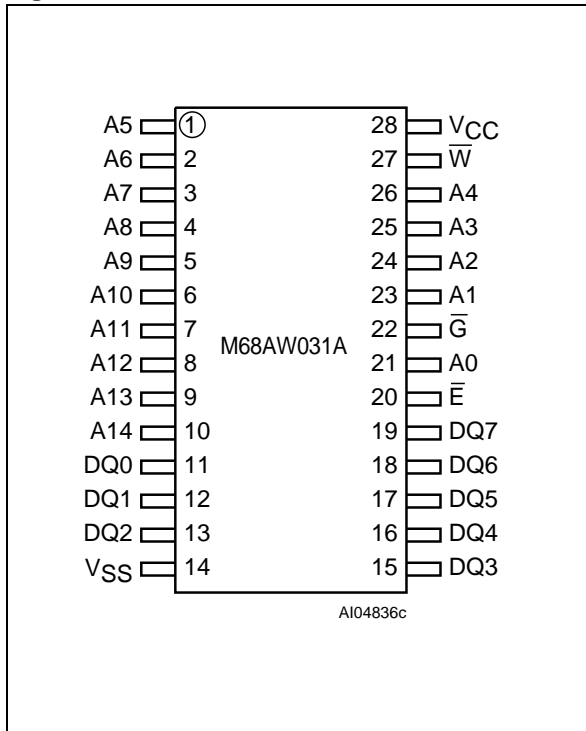 A5 1 28 VCC
A6 2 27 W̅
A7 3 26 A4
A8 4 25 A3
A9 5 24 A2
A10 6 23 A1
A11 7 22 G̅
M68AW031A
A12 8 21 A0
A13 9 20 E̅
A14 10 19 DQ7
DQ0 11 18 DQ6
DQ1 12 17 DQ5
DQ2 13 16 DQ4
VSS 14 15 DQ3
AI04836c